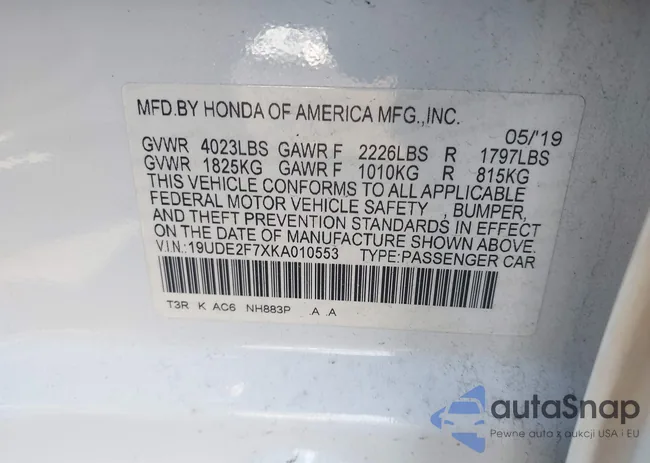 MFD.BY HONDA OF AMERICA MFG.,INC.
05/'19
GVWR 4023LBS GAWR F 2226LBS R 1797LBS
GVWR 1825KG GAWR F 1010KG R 815KG
THIS VEHICLE CONFORMS TO ALL APPLICABLE
FEDERAL MOTOR VEHICLE SAFETY , BUMPER,
AND THEFT PREVENTION STANDARDS IN EFFECT
ON THE DATE OF MANUFACTURE SHOWN ABOVE.
V.I.N.: 19UDE2F7XKA010553 TYPE:PASSENGER CAR
T3R K AC6 NH883P .A .A
autaSnap
Pewne auta z aukcji USA i EU